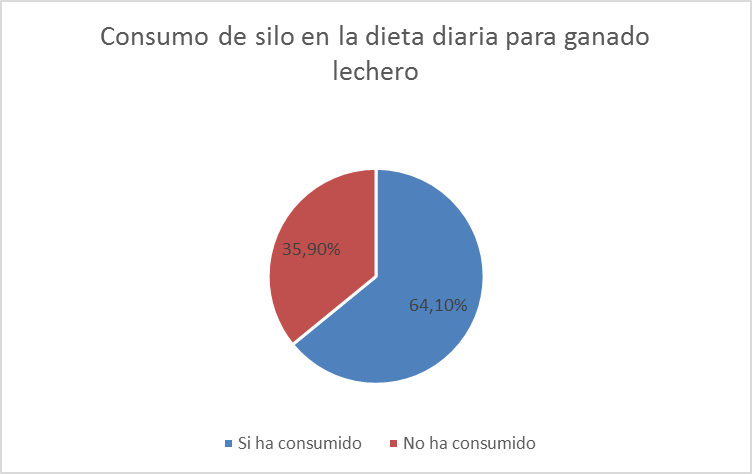 Consumo de silo en la dieta diaria para ganado
lechero
35,90%
64,10%
Si ha consumido
No ha consumido